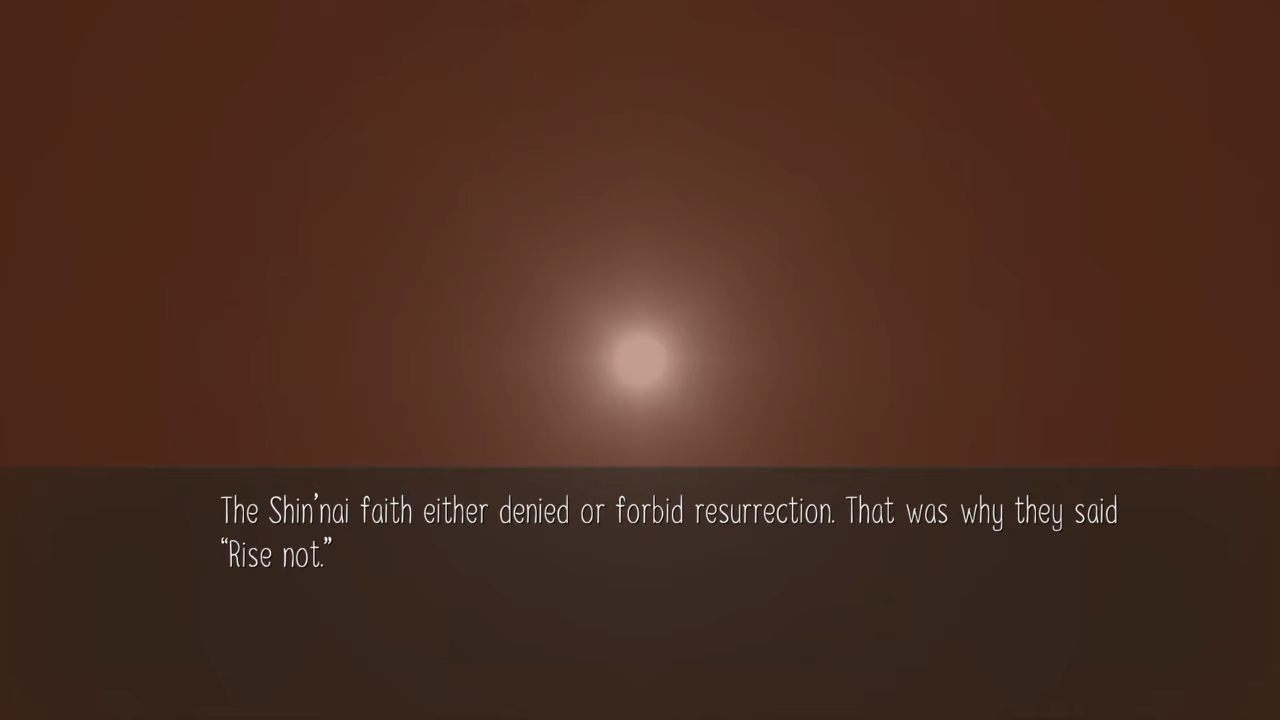 The Shin’nai faith either denied or forbid resurrection. That was why they said
“Rise not.”